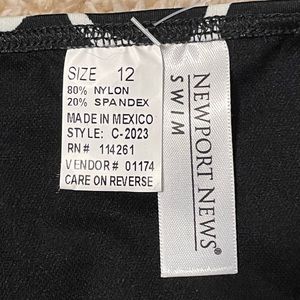 SIZE 12
80% NYLON
20% SPANDEX
MADE IN MEXICO
STYLE: C-2023
RN# 114261
VENDOR# 01174
CARE ON REVERSE
NEWPORT NEWS®
SWIM